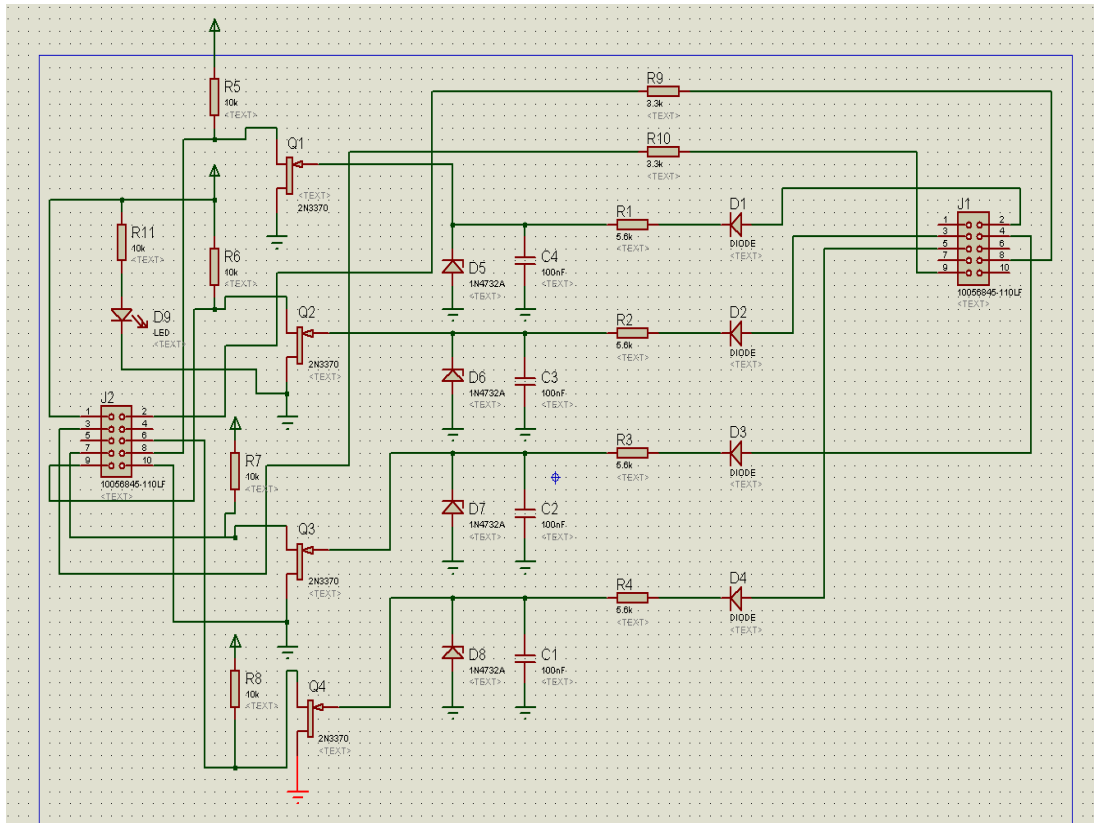 R5
10k
<TEXT>
R9
3.3k
<TEXT>
Q1
<TEXT>
2N3370
R10
3.3k
<TEXT>
R11
10k
<TEXT>
R6
10k
<TEXT>
R1
5.6k
<TEXT>
D1
DIODE
<TEXT>
J1
1 2
3 4
5 6
7 8
9 10
10056845-110LF
<TEXT>
D5
1N4732A
<TEXT>
C4
100nF
<TEXT>
D9
LED
<TEXT>
Q2
2N3370
<TEXT>
R2
5.6k
<TEXT>
D2
DIODE
<TEXT>
D6
1N4732A
<TEXT>
C3
100nF
<TEXT>
J2
1 2
3 4
5 6
7 8
9 10
10056845-110LF
<TEXT>
R7
10k
<TEXT>
R3
5.6k
<TEXT>
D3
DIODE
<TEXT>
D7
1N4732A
<TEXT>
C2
100nF
<TEXT>
Q3
2N3370
<TEXT>
R4
5.6k
<TEXT>
D4
DIODE
<TEXT>
D8
1N4732A
<TEXT>
C1
100nF
<TEXT>
R8
10k
<TEXT>
Q4
2N3370
<TEXT>